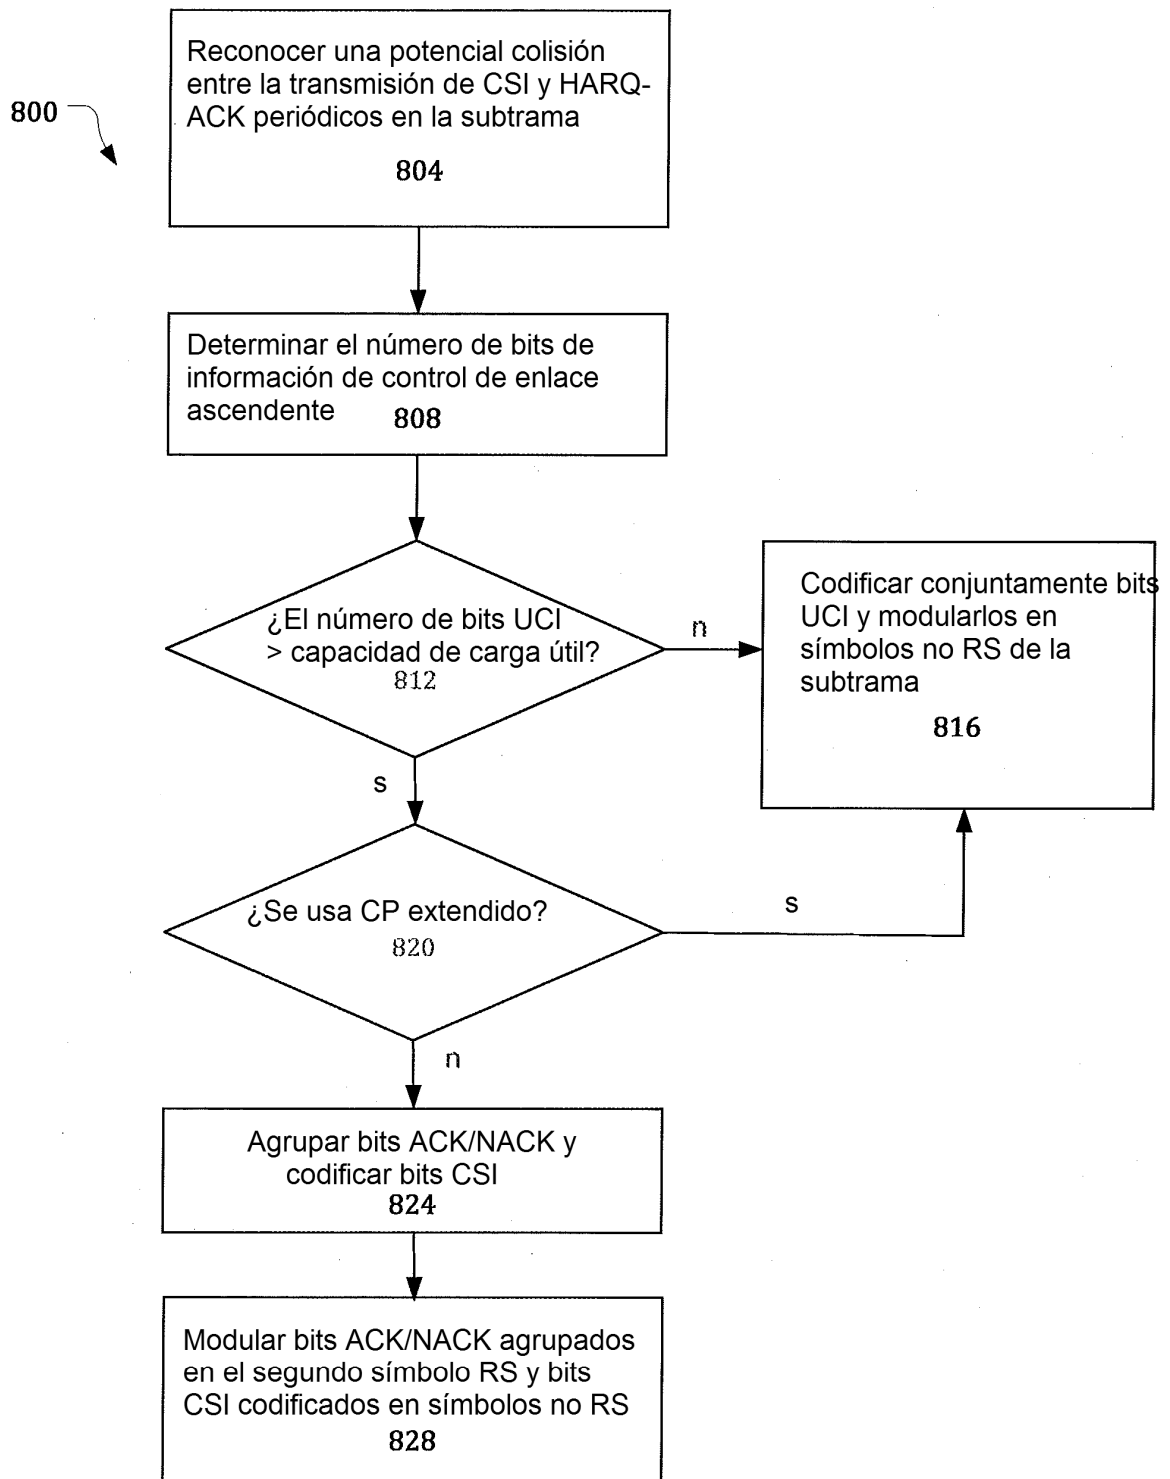 Reconocer una potencial colisión
entre la transmisión de CSI y HARQ-
ACK periódicos en la subtrama
800
804
Determinar el número de bits de
información de control de enlace
ascendente 808
¿El número de bits UCI
> capacidad de carga útil?
812
n
Codificar conjuntamente bits
UCI y modularlos en
símbolos no RS de la
subtrama
816
s
¿Se usa CP extendido?
820
s
n
Agrupar bits ACK/NACK y
codificar bits CSI
824
Modular bits ACK/NACK agrupados
en el segundo símbolo RS y bits
CSI codificados en símbolos no RS
828